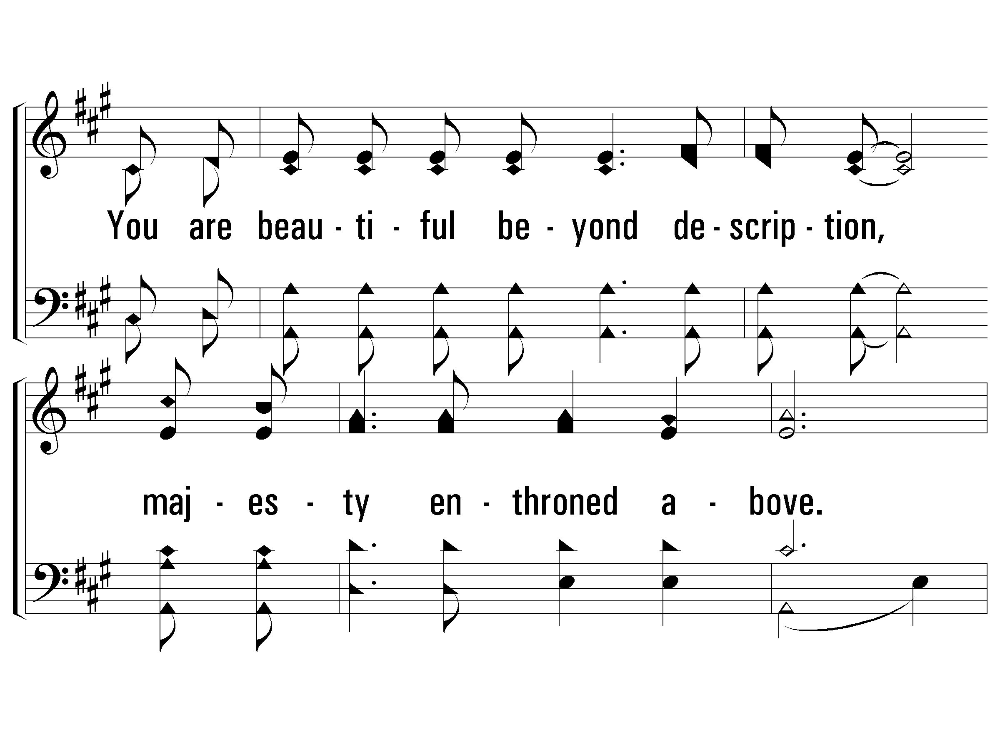 You are beau - ti - ful be - yond de - scrip - tion,
maj - es - ty en - throned a - bove.